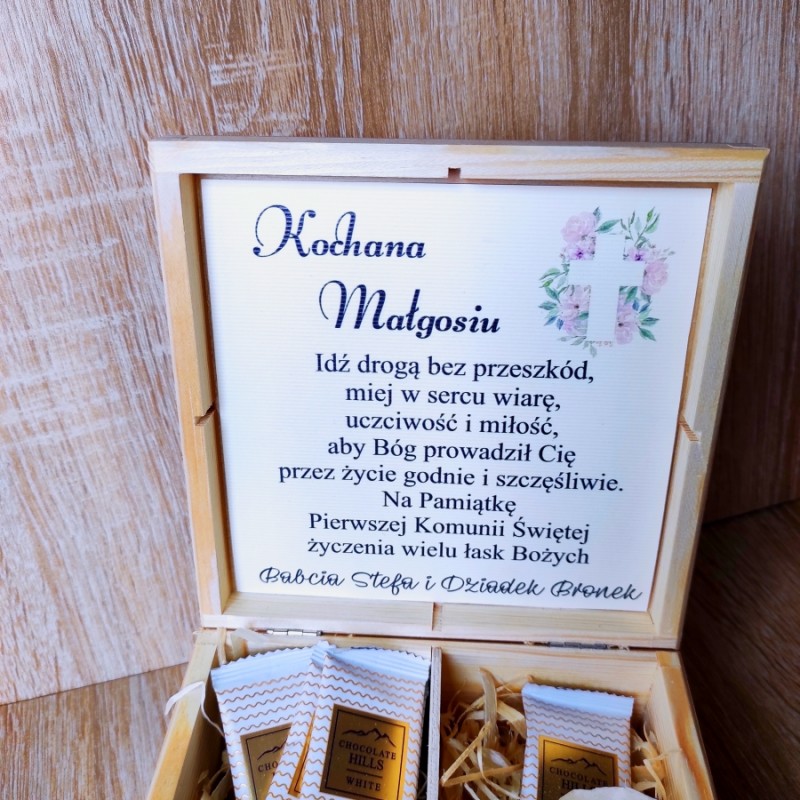 Kochana
Małgosiu
Idź drogą bez przeszkód,
miej w sercu wiarę,
uczciwość i miłość,
aby Bóg prowadził Cię
przez życie godnie i szczęśliwie.
Na Pamiątkę
Pierwszej Komunii Świętej
życzenia wielu łask Bożych
Babcia Stefa i Dziadek Bronek
CHOCOLATE
HILLS
WHITE
CHOCOLATE
HILLS